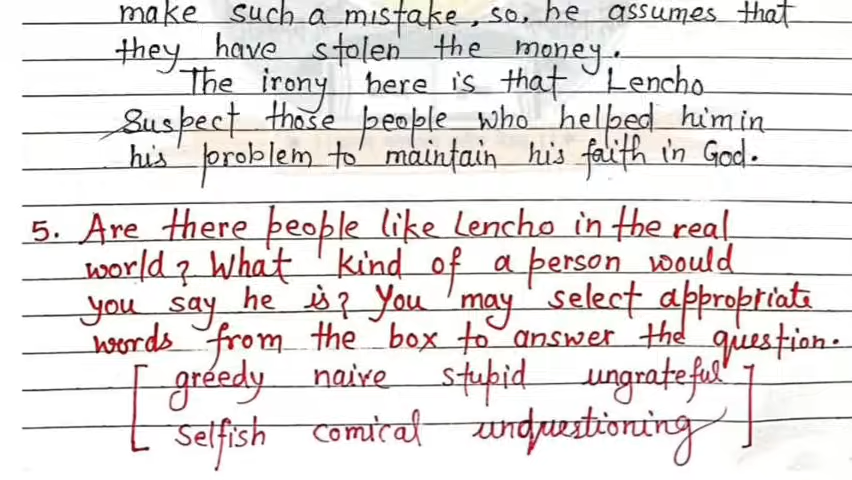 make such a mistake, so, he assumes that
they have stolen the money.
The irony here is that Lencho
Suspect those people who helped him in
his problem to maintain his faith in God.
5. Are there people like Lencho in the real
world? What kind of a person would
you say he is? You may select appropriate
words from the box to answer the question.
[ greedy naive stupid ungrateful ]
selfish comical unquestioning